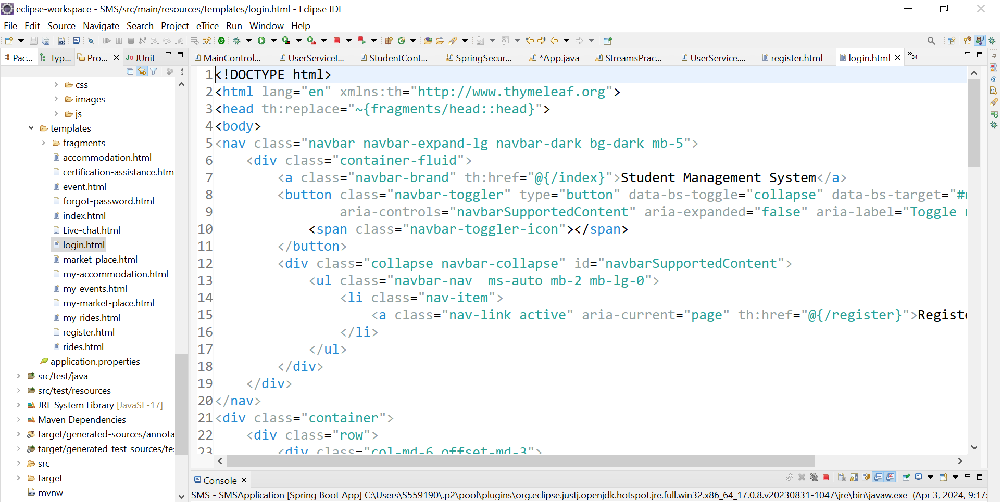 eclipse-workspace - SMS/src/main/resources/templates/login.html - Eclipse IDE
File Edit Source Navigate Search Project eTrice Run Window Help
Pac... Typ... Pro... JUnit
MainControl... UserServiceI... StudentCont... SpringSecur... *App.java StreamsPrac... UserService.... register.html login.html »34
css
images
js
templates
fragments
accommodation.html
certification-assistance.htm
event.html
forgot-password.html
index.html
Live-chat.html
login.html
market-place.html
my-accommodation.html
my-events.html
my-market-place.html
my-rides.html
register.html
rides.html
application.properties
src/test/java
src/test/resources
JRE System Library [JavaSE-17]
Maven Dependencies
target/generated-sources/annota
target/generated-test-sources/tes
src
target
mvnw
1 <!DOCTYPE html>
2 <html lang="en" xmlns:th="http://www.thymeleaf.org">
3 <head th:replace="~{fragments/head::head}">
4 <body>
5 <nav class="navbar navbar-expand-lg navbar-dark bg-dark mb-5">
6 <div class="container-fluid">
7 <a class="navbar-brand" th:href="@{/index}">Student Management System</a>
8 <button class="navbar-toggler" type="button" data-bs-toggle="collapse" data-bs-target="#
9 aria-controls="navbarSupportedContent" aria-expanded="false" aria-label="Toggle
10 <span class="navbar-toggler-icon"></span>
11 </button>
12 <div class="collapse navbar-collapse" id="navbarSupportedContent">
13 <ul class="navbar-nav  ms-auto mb-2 mb-lg-0">
14 <li class="nav-item">
15 <a class="nav-link active" aria-current="page" th:href="@{/register}">Registe
16 </li>
17 </ul>
18 </div>
19 </div>
20 </nav>
21 <div class="container">
22 <div class="row">
23 <div class="col-md-6 offset-md-3">
Console
SMS - SMSApplication [Spring Boot App] C:\Users\S559190\.p2\pool\plugins\org.eclipse.justj.openjdk.hotspot.jre.full.win32.x86_64_17.0.8.v20230831-1047\jre\bin\javaw.exe (Apr 3, 2024, 9:17: